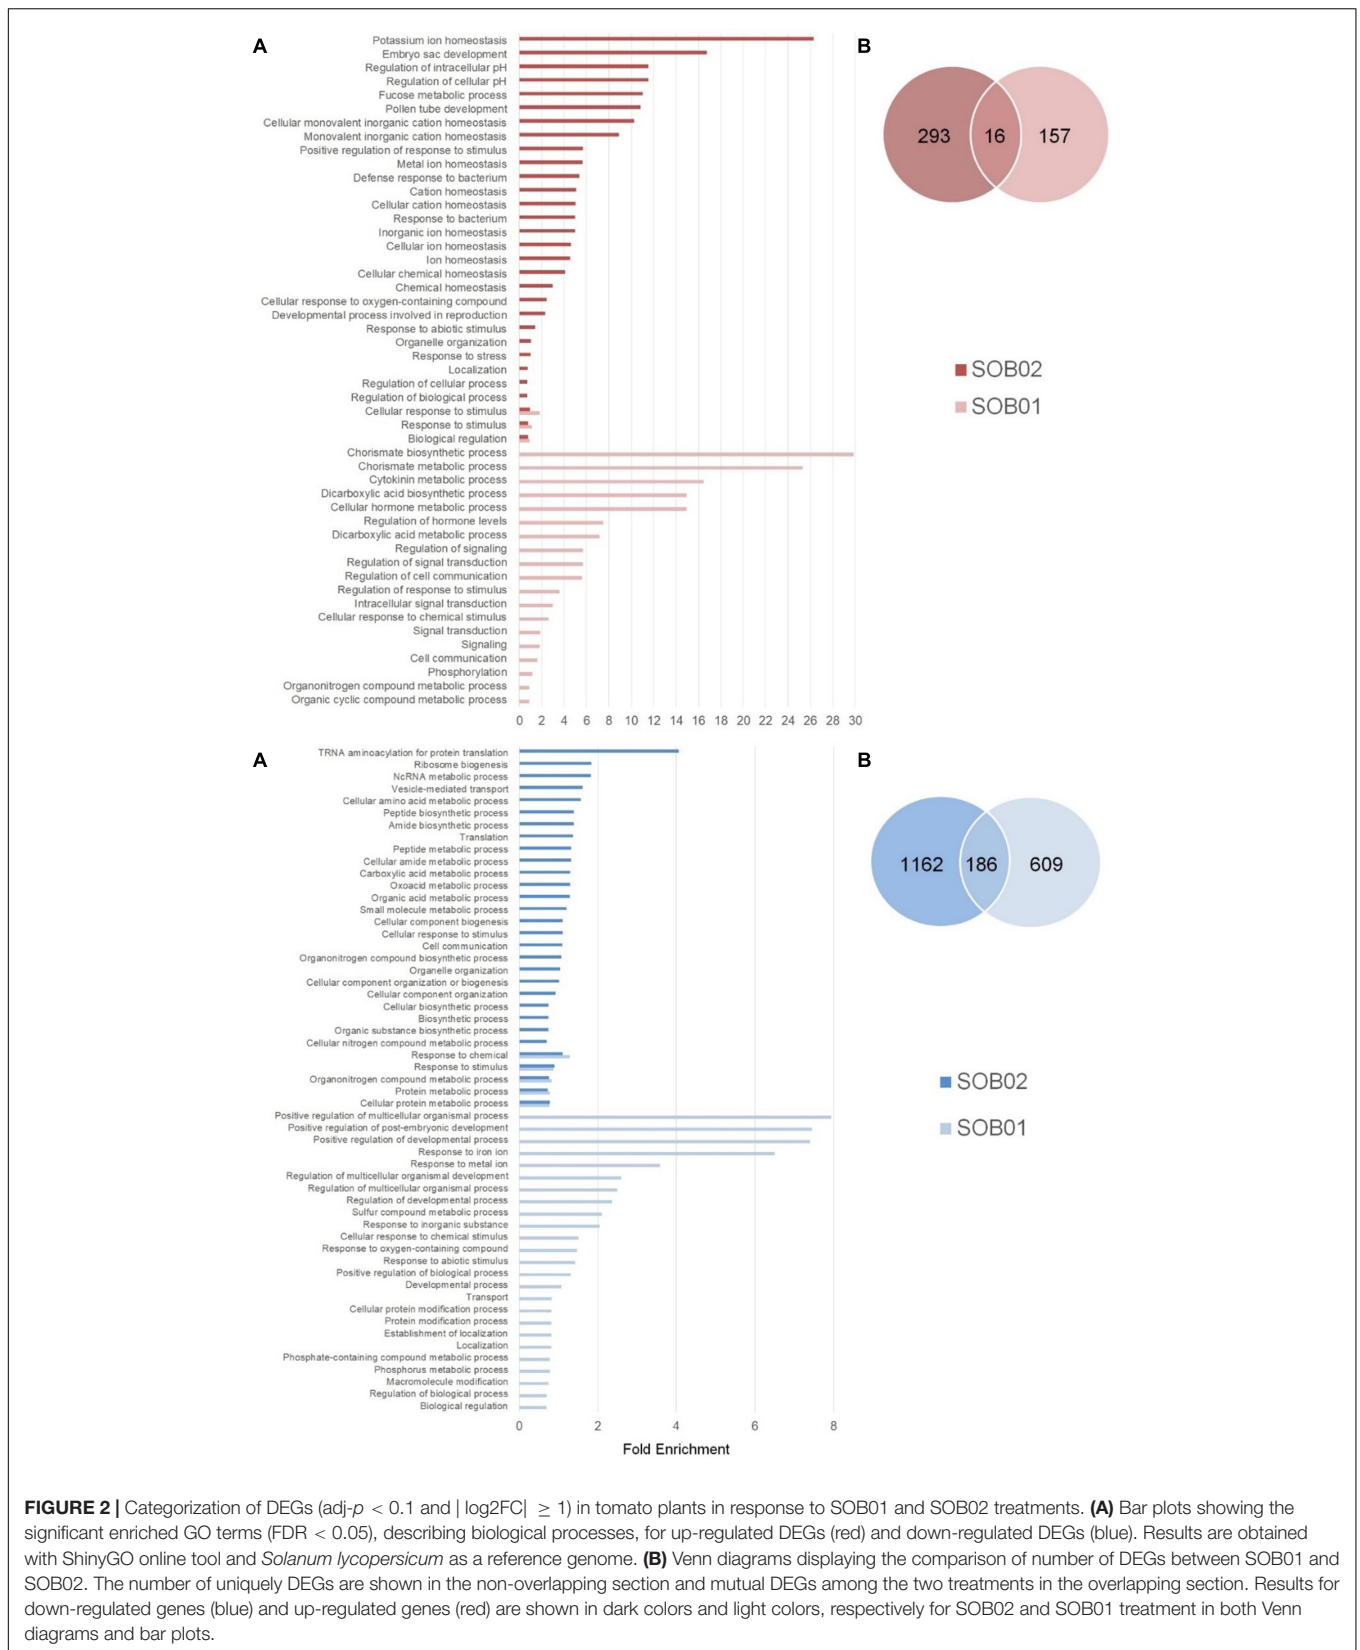 A
Potassium ion homeostasis
Embryo sac development
Regulation of intracellular pH
Regulation of cellular pH
Fucose metabolic process
Pollen tube development
Cellular monovalent inorganic cation homeostasis
Monovalent inorganic cation homeostasis
Positive regulation of response to stimulus
Metal ion homeostasis
Defense response to bacterium
Cation homeostasis
Cellular cation homeostasis
Response to bacterium
Inorganic ion homeostasis
Cellular ion homeostasis
Ion homeostasis
Cellular chemical homeostasis
Chemical homeostasis
Cellular response to oxygen-containing compound
Developmental process involved in reproduction
Response to abiotic stimulus
Organelle organization
Response to stress
Localization
Regulation of cellular process
Regulation of biological process
Cellular response to stimulus
Response to stimulus
Biological regulation
Chorismate biosynthetic process
Chorismate metabolic process
Cytokinin metabolic process
Dicarboxylic acid biosynthetic process
Cellular hormone metabolic process
Regulation of hormone levels
Dicarboxylic acid metabolic process
Regulation of signaling
Regulation of signal transduction
Regulation of cell communication
Regulation of response to stimulus
Intracellular signal transduction
Cellular response to chemical stimulus
Signal transduction
Signaling
Cell communication
Phosphorylation
Organonitrogen compound metabolic process
Organic cyclic compound metabolic process
0 2 4 6 8 10 12 14 16 18 20 22 24 26 28 30
B
293 16 157
SOB02
SOB01
A
TRNA aminoacylation for protein translation
Ribosome biogenesis
NcRNA metabolic process
Vesicle-mediated transport
Cellular amino acid metabolic process
Peptide biosynthetic process
Amide biosynthetic process
Translation
Peptide metabolic process
Cellular amide metabolic process
Carboxylic acid metabolic process
Oxoacid metabolic process
Organic acid metabolic process
Small molecule metabolic process
Cellular component biogenesis
Cellular response to stimulus
Cell communication
Organonitrogen compound biosynthetic process
Organelle organization
Cellular component organization or biogenesis
Cellular component organization
Cellular biosynthetic process
Biosynthetic process
Organic substance biosynthetic process
Cellular nitrogen compound metabolic process
Response to chemical
Response to stimulus
Organonitrogen compound metabolic process
Protein metabolic process
Cellular protein metabolic process
Positive regulation of multicellular organismal process
Positive regulation of post-embryonic development
Positive regulation of developmental process
Response to iron ion
Response to metal ion
Regulation of multicellular organismal development
Regulation of multicellular organismal process
Regulation of developmental process
Sulfur compound metabolic process
Response to inorganic substance
Cellular response to chemical stimulus
Response to oxygen-containing compound
Response to abiotic stimulus
Positive regulation of biological process
Developmental process
Transport
Cellular protein modification process
Protein modification process
Establishment of localization
Localization
Phosphate-containing compound metabolic process
Phosphorus metabolic process
Macromolecule modification
Regulation of biological process
Biological regulation
0 2 4 6 8
Fold Enrichment
B
1162 186 609
SOB02
SOB01
FIGURE 2 | Categorization of DEGs (adj-p < 0.1 and | log2FC| ≥ 1) in tomato plants in response to SOB01 and SOB02 treatments. (A) Bar plots showing the
significant enriched GO terms (FDR < 0.05), describing biological processes, for up-regulated DEGs (red) and down-regulated DEGs (blue). Results are obtained
with ShinyGO online tool and Solanum lycopersicum as a reference genome. (B) Venn diagrams displaying the comparison of number of DEGs between SOB01 and
SOB02. The number of uniquely DEGs are shown in the non-overlapping section and mutual DEGs among the two treatments in the overlapping section. Results for
down-regulated genes (blue) and up-regulated genes (red) are shown in dark colors and light colors, respectively for SOB02 and SOB01 treatment in both Venn
diagrams and bar plots.